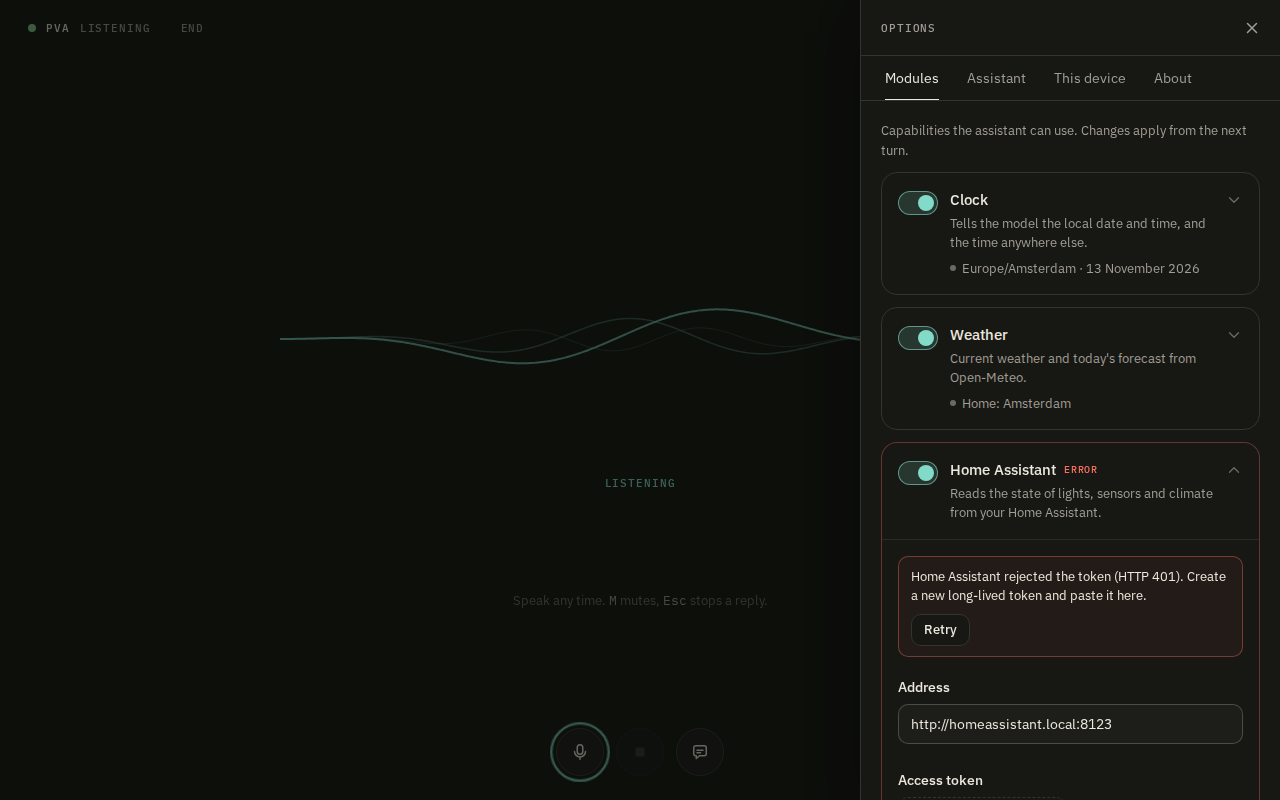 PVA LISTENING END
OPTIONS
Modules Assistant This device About
Capabilities the assistant can use. Changes apply from the next
turn.
Clock
Tells the model the local date and time, and
the time anywhere else.
Europe/Amsterdam · 13 November 2026
Weather
Current weather and today's forecast from
Open-Meteo.
Home: Amsterdam
Home Assistant ERROR
Reads the state of lights, sensors and climate
from your Home Assistant.
Home Assistant rejected the token (HTTP 401). Create
a new long-lived token and paste it here.
Retry
Address
http://homeassistant.local:8123
Access token
LISTENING
Speak any time. M mutes, Esc stops a reply.